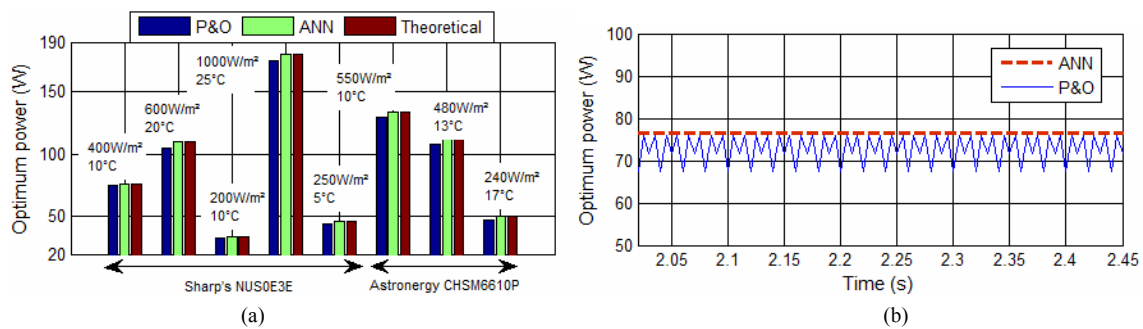 (a)
P&O
ANN
Theoretical
Optimum power (W)
190
150
100
50
20
400W/m²
10°C
600W/m²
20°C
200W/m²
10°C
1000W/m²
25°C
250W/m²
5°C
550W/m²
10°C
480W/m²
13°C
240W/m²
17°C
Sharp's NUS0E3E
Astronergy CHSM6610P
(a)
(b)
Optimum power (W)
100
90
80
70
60
50
ANN
P&O
2.05
2.1
2.15
2.2
2.25
2.3
2.35
2.4
2.45
Time (s)
(b)